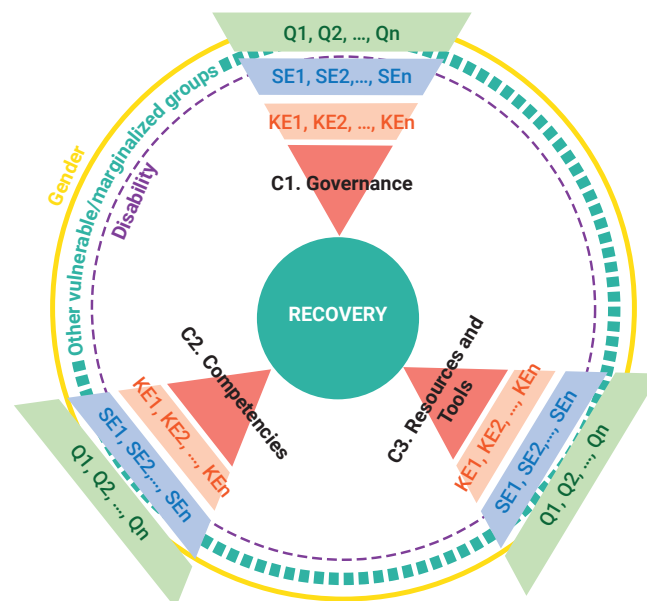 Q1, Q2, ..., Qn
SE1, SE2,..., SEn
KE1, KE2, ..., KEn
C1. Governance
Gender
Other vulnerable/marginalized groups
Disability
RECOVERY
C2. Competencies
KE1, KE2, ..., KEn
SE1, SE2,..., SEn
Q1, Q2, ..., Qn
C3. Resources and
Tools
KE1, KE2, ..., KEn
SE1, SE2,..., SEn
Q1, Q2, ..., Qn